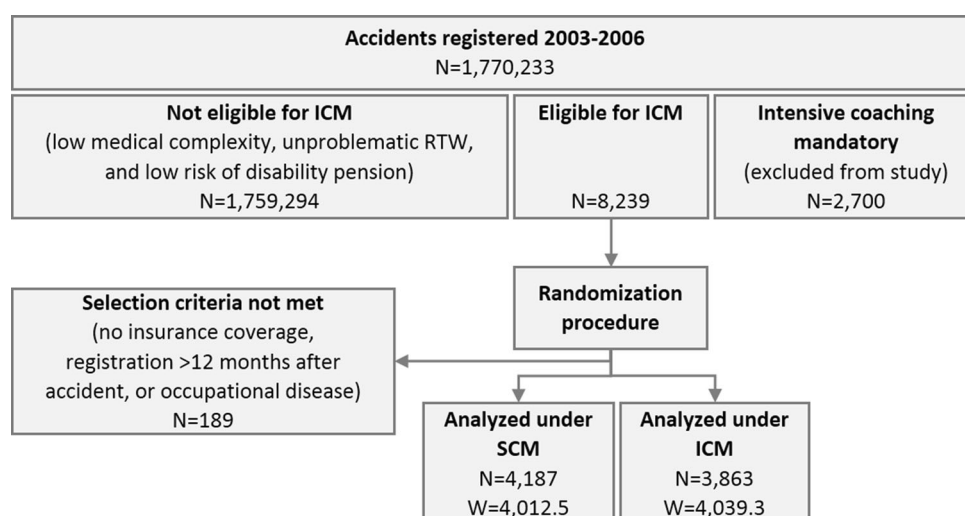 Accidents registered 2003-2006
N=1,770,233
Not eligible for ICM
(low medical complexity, unproblematic RTW,
and low risk of disability pension)
N=1,759,294
Eligible for ICM
N=8,239
Intensive coaching
mandatory
(excluded from study)
N=2,700
Randomization
procedure
Selection criteria not met
(no insurance coverage,
registration >12 months after
accident, or occupational disease)
N=189
Analyzed under
SCM
N=4,187
W=4,012.5
Analyzed under
ICM
N=3,863
W=4,039.3